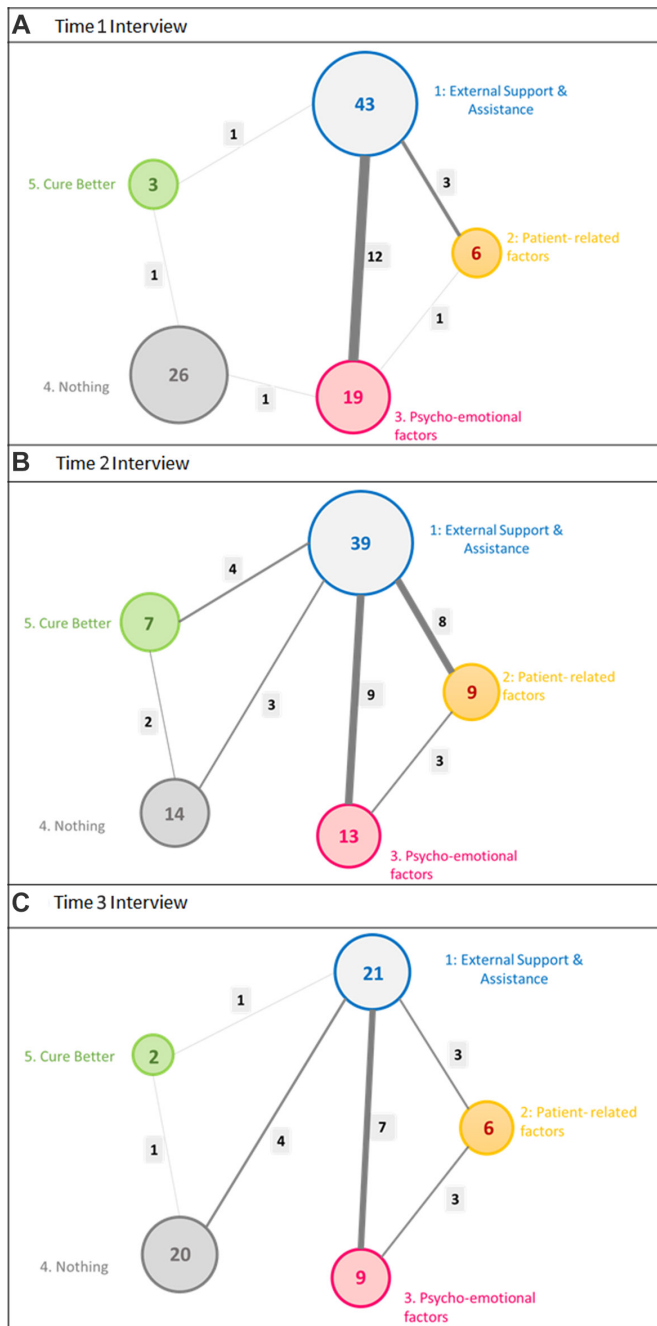 A Time 1 Interview
43
1: External Support &
Assistance
1
5. Cure Better
3
3
2: Patient- related
factors
6
12
1
1
26
4. Nothing
1
19
3. Psycho-emotional
factors
B Time 2 Interview
39
1: External Support &
Assistance
4
5. Cure Better
7
8
2: Patient- related
factors
9
9
3
2
3
14
4. Nothing
13
3. Psycho-emotional
factors
C Time 3 Interview
21
1: External Support &
Assistance
1
5. Cure Better
2
3
2: Patient- related
factors
6
7
4
1
3
20
4. Nothing
9
3. Psycho-emotional
factors